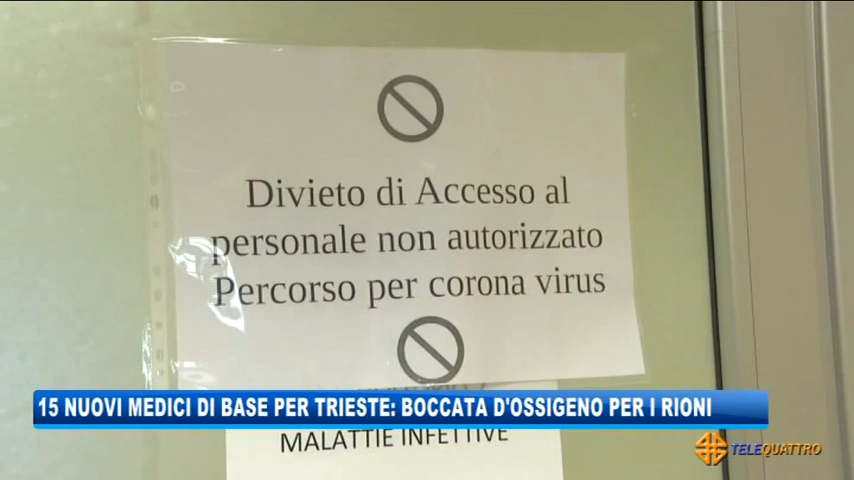 Divieto di Accesso al
personale non autorizzato
Percorso per corona virus
15 NUOVI MEDICI DI BASE PER TRIESTE: BOCCATA D'OSSIGENO PER I RIONI
MALATTIE INFETTIVE
TELEQUATTRO